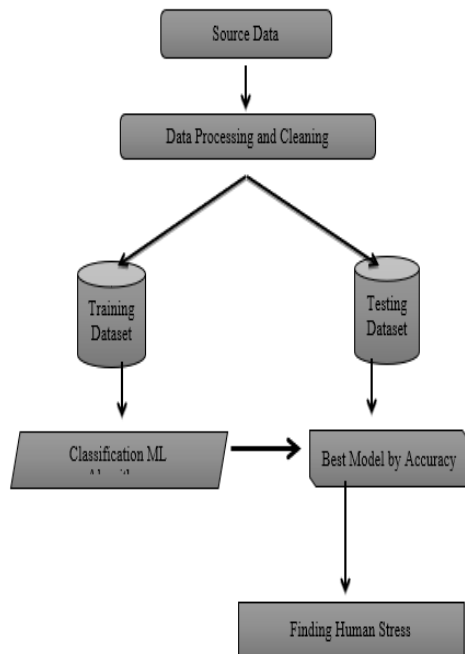 Source Data
Data Processing and Cleaning
Training
Dataset
Testing
Dataset
Classification ML
Best Model by Accuracy
Finding Human Stress